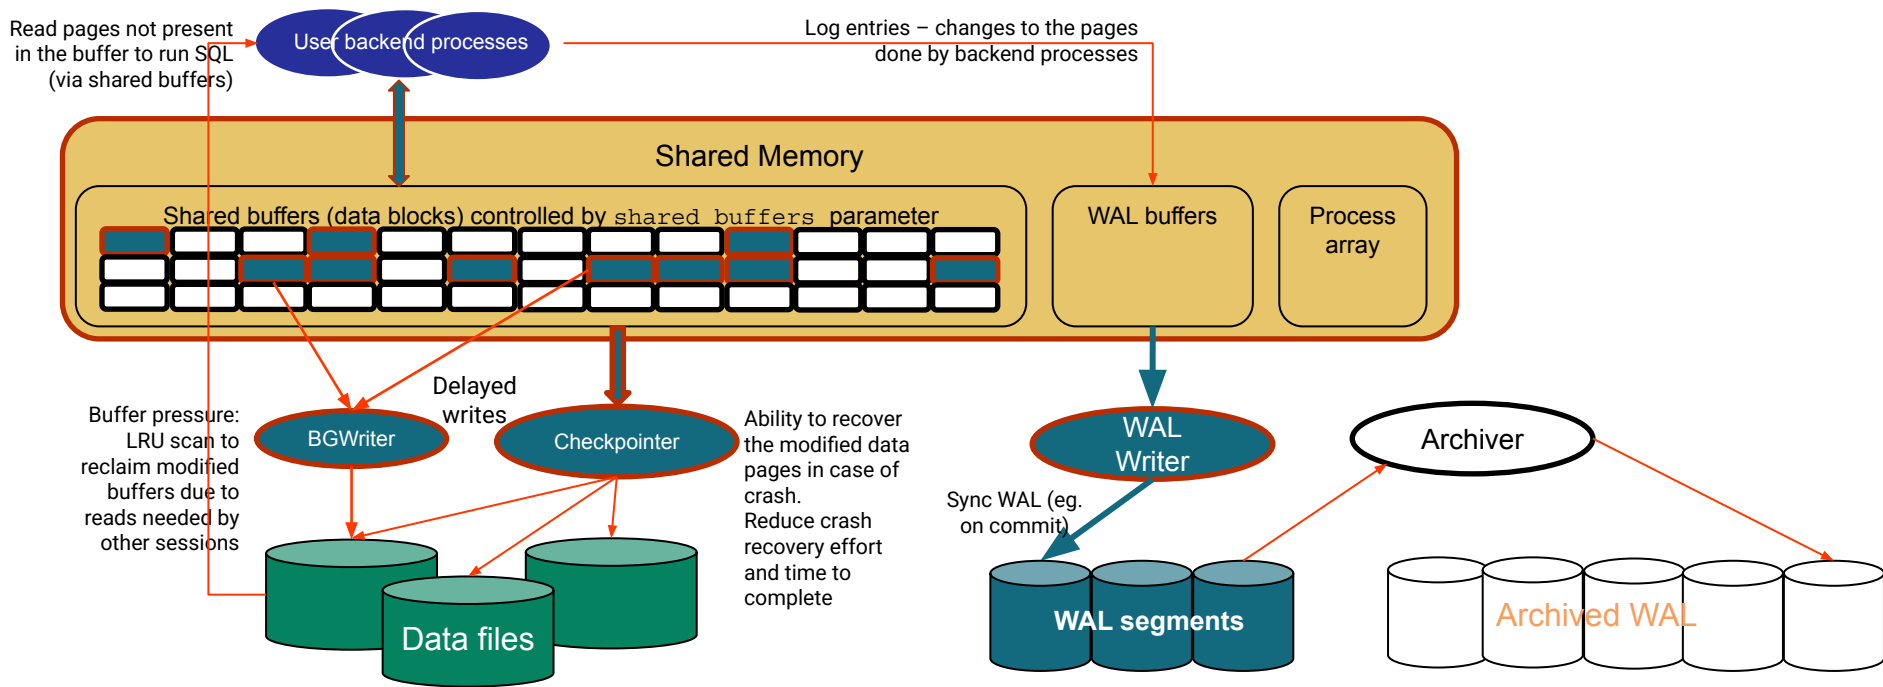 Read pages not present
in the buffer to run SQL
(via shared buffers)
User backend processes
Log entries – changes to the pages
done by backend processes
Shared Memory
Shared buffers (data blocks) controlled by shared buffers parameter
WAL buffers
Process
array
Delayed
writes
Buffer pressure:
LRU scan to
reclaim modified
buffers due to
reads needed by
other sessions
BGWriter
Checkpointer
Ability to recover
the modified data
pages in case of
crash.
Reduce crash
recovery effort
and time to
complete
WAL
Writer
Archiver
Sync WAL (eg.
on commit)
Data files
WAL segments
Archived WAL